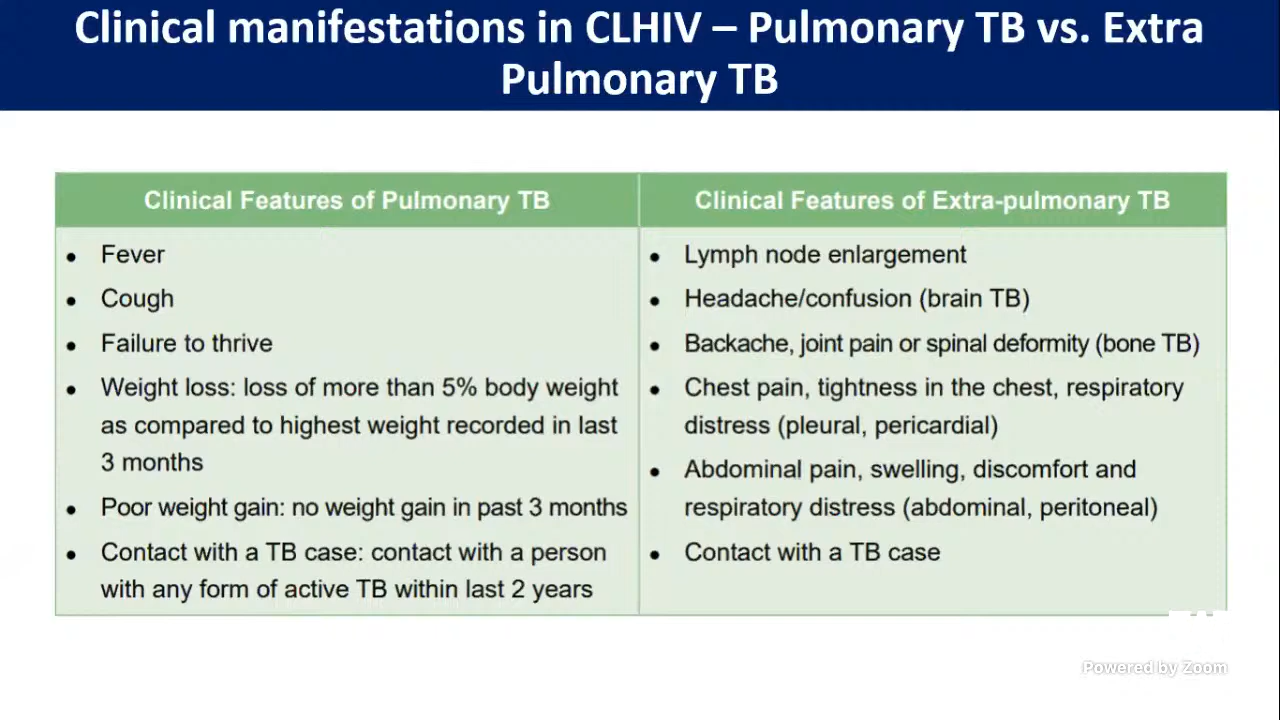 Clinical manifestations in CLHIV – Pulmonary TB vs. Extra
Pulmonary TB
Clinical Features of Pulmonary TB
• Fever
• Cough
• Failure to thrive
• Weight loss: loss of more than 5% body weight
as compared to highest weight recorded in last
3 months
• Poor weight gain: no weight gain in past 3 months
• Contact with a TB case: contact with a person
with any form of active TB within last 2 years
Clinical Features of Extra-pulmonary TB
• Lymph node enlargement
• Headache/confusion (brain TB)
• Backache, joint pain or spinal deformity (bone TB)
• Chest pain, tightness in the chest, respiratory
distress (pleural, pericardial)
• Abdominal pain, swelling, discomfort and
respiratory distress (abdominal, peritoneal)
• Contact with a TB case
Powered by Zoom